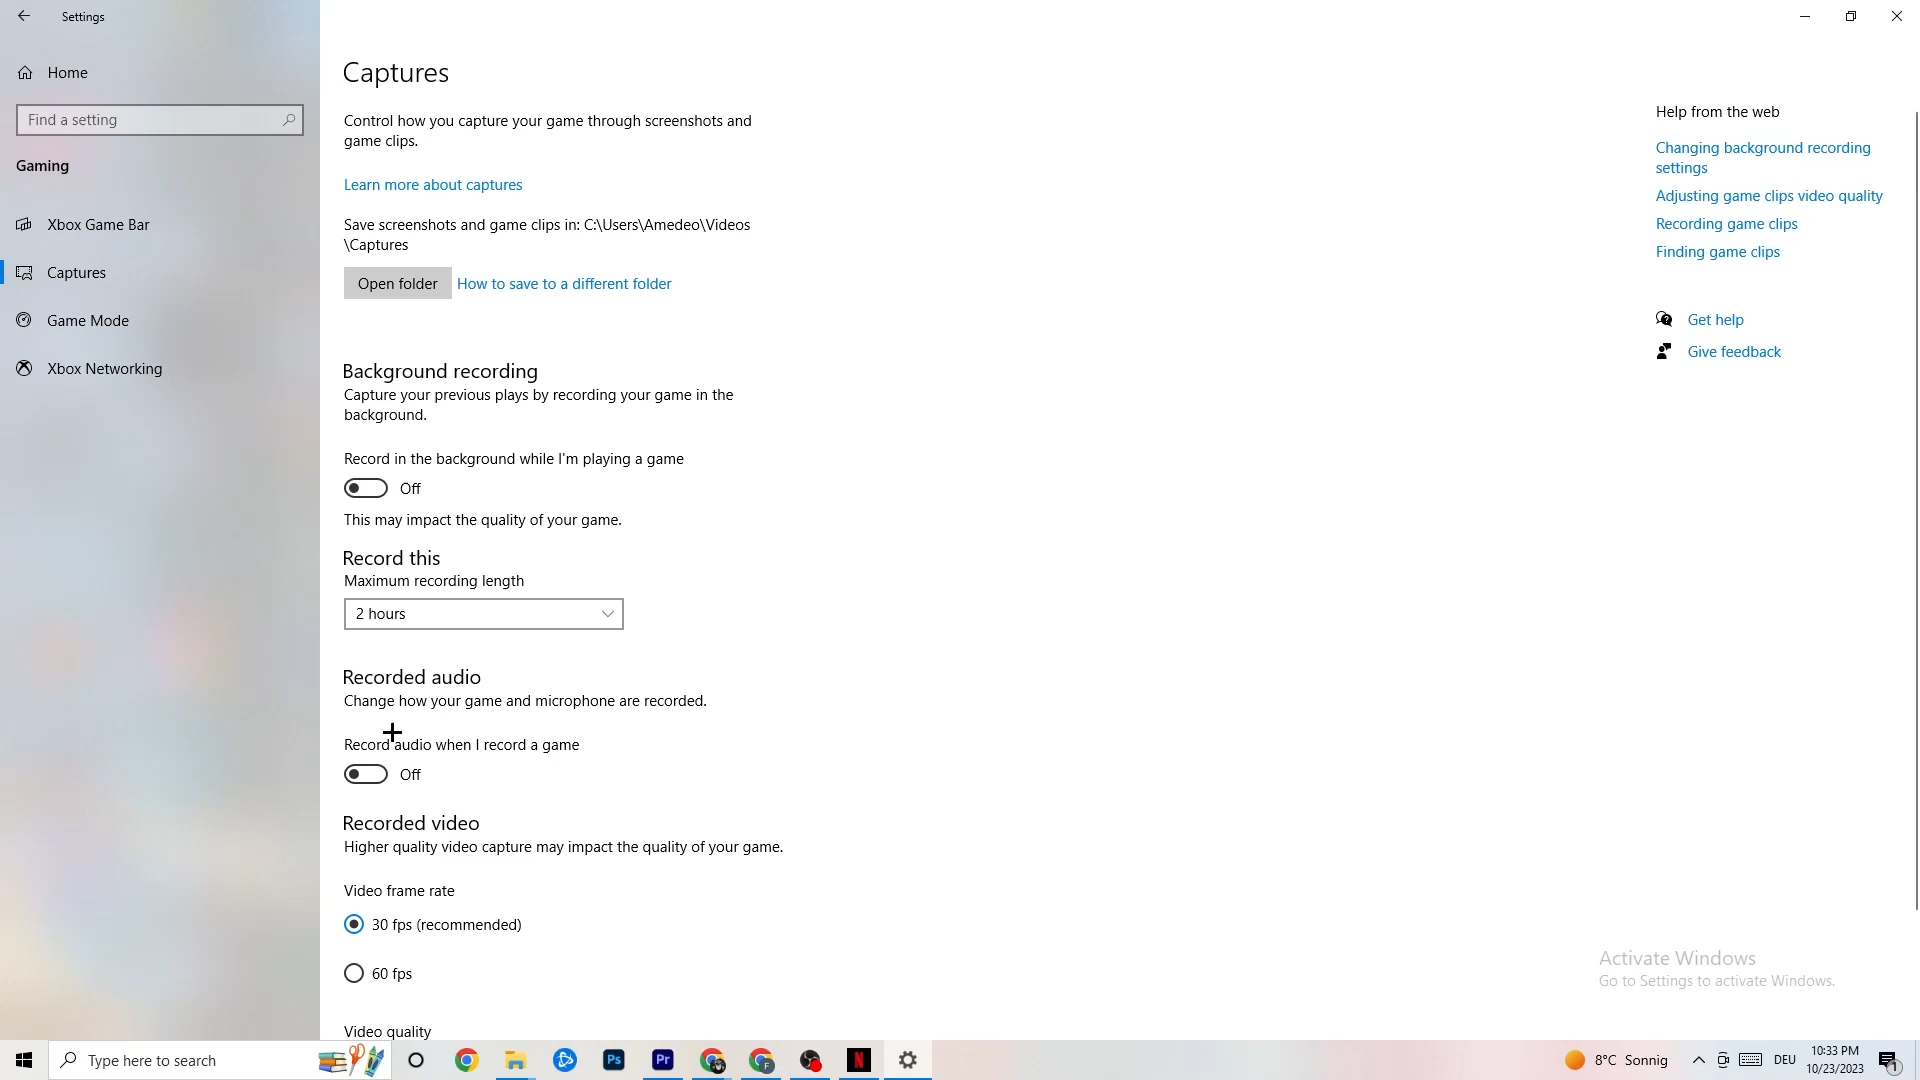 Settings
Home
Find a setting
Gaming
Xbox Game Bar
Captures
Game Mode
Xbox Networking
Captures
Control how you capture your game through screenshots and
game clips.
Learn more about captures
Save screenshots and game clips in: C:\Users\Amedeo\Videos
\Captures
Open folder
How to save to a different folder
Background recording
Capture your previous plays by recording your game in the
background.
Record in the background while I'm playing a game
Off
This may impact the quality of your game.
Record this
Maximum recording length
2 hours
Recorded audio
Change how your game and microphone are recorded.
Record audio when I record a game
Off
Recorded video
Higher quality video capture may impact the quality of your game.
Video frame rate
30 fps (recommended)
60 fps
Video quality
Help from the web
Changing background recording
settings
Adjusting game clips video quality
Recording game clips
Finding game clips
Get help
Give feedback
Activate Windows
Go to Settings to activate Windows.
Type here to search
Ps
Pr
F
N
8°C Sonnig
DEU
10:33 PM
10/23/2023
1